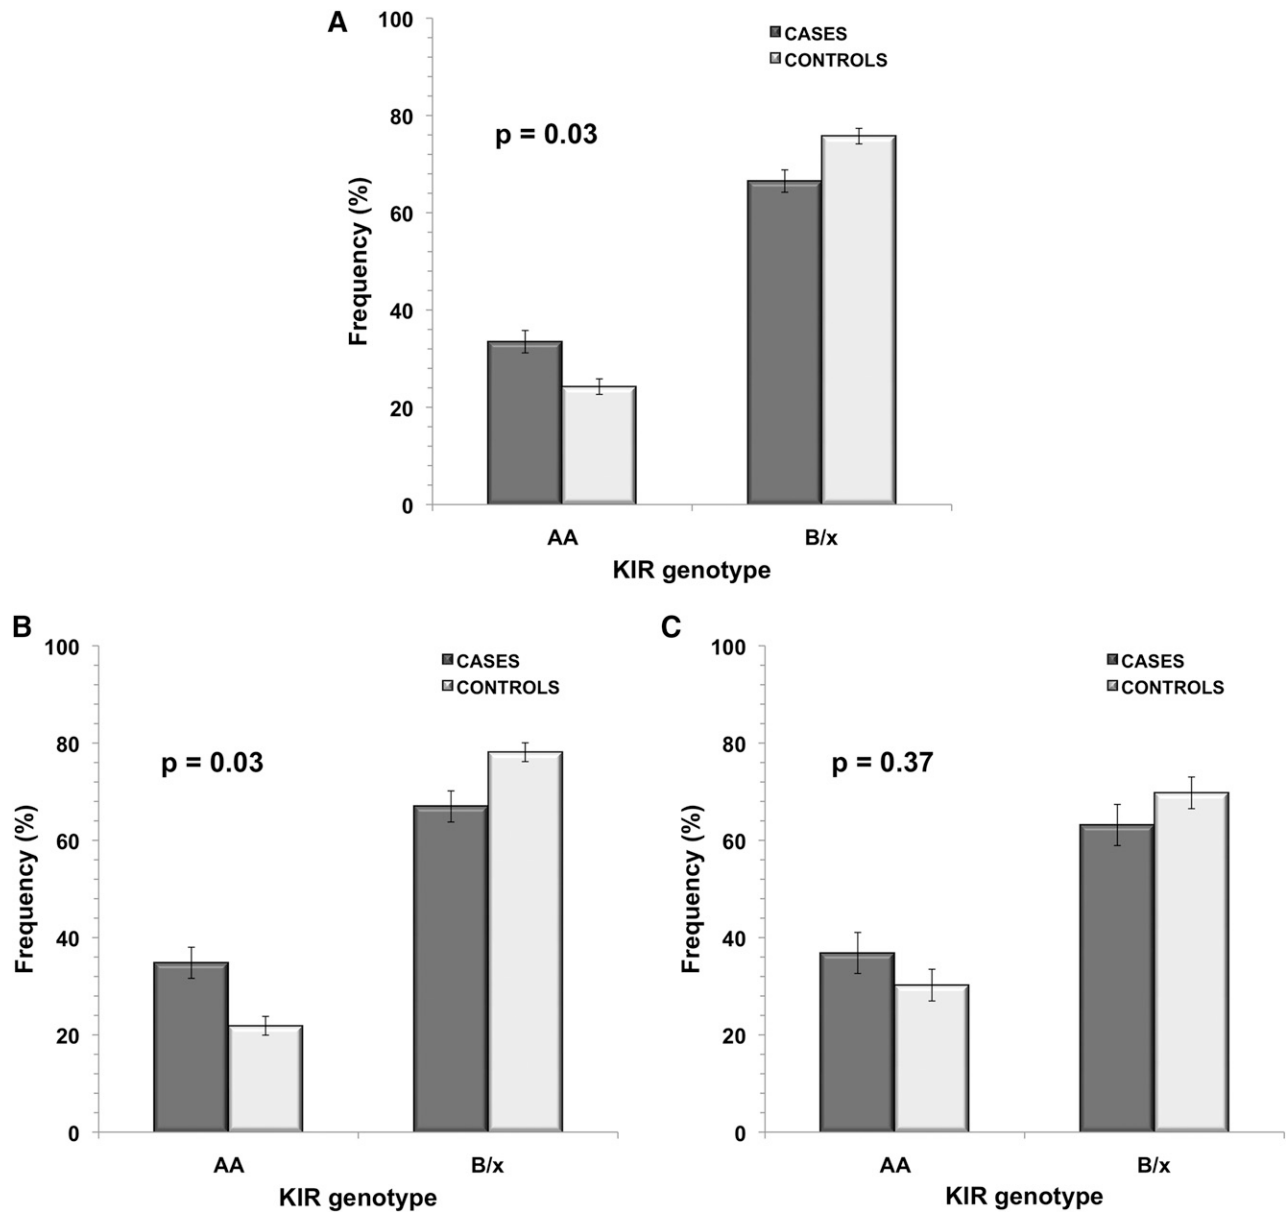 A
100
80
60
40
20
0
Frequency (%)
CASES
CONTROLS
p = 0.03
AA
B/x
KIR genotype
B
100
80
60
40
20
0
Frequency (%)
CASES
CONTROLS
p = 0.03
AA
B/x
KIR genotype
C
100
80
60
40
20
0
Frequency (%)
CASES
CONTROLS
p = 0.37
AA
B/x
KIR genotype